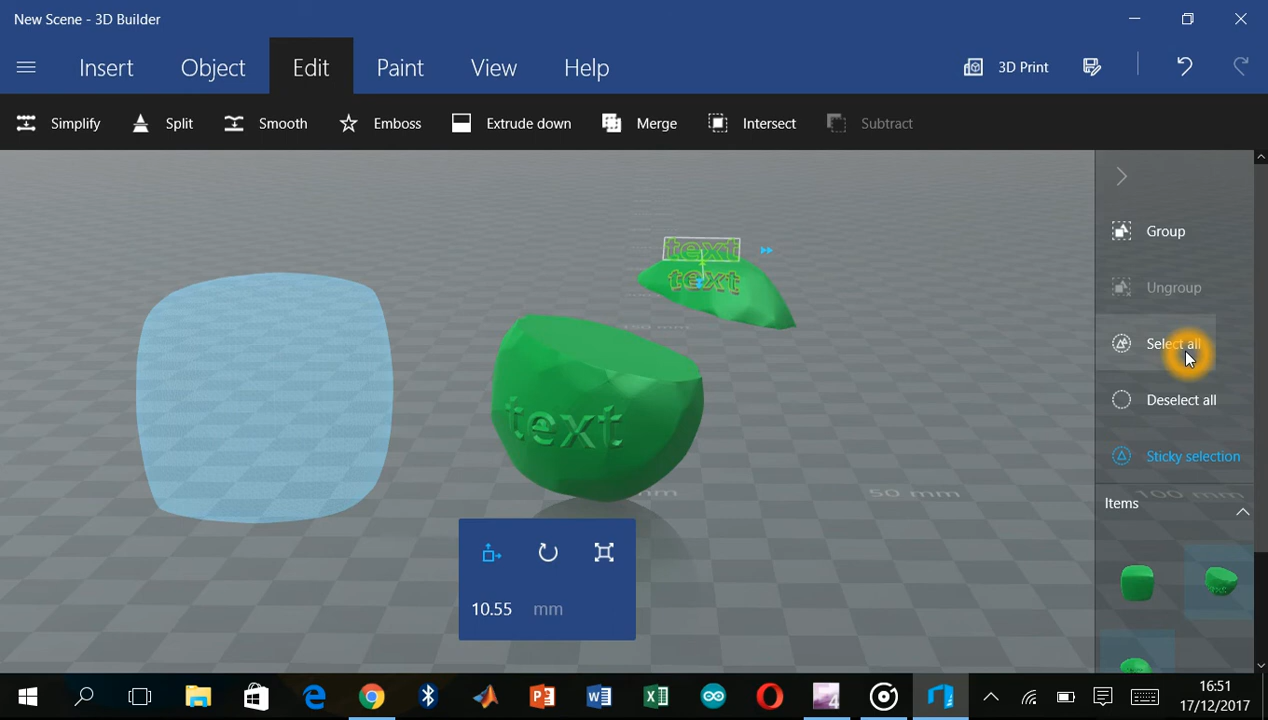 New Scene - 3D Builder
Insert Object Edit Paint View Help 3D Print
Simplify Split Smooth Emboss Extrude down Merge Intersect Subtract
Group
text
text
Ungroup
Select all
text
Deselect all
Sticky selection
50 mm
100 mm
Items
10.55 mm
16:51
17/12/2017